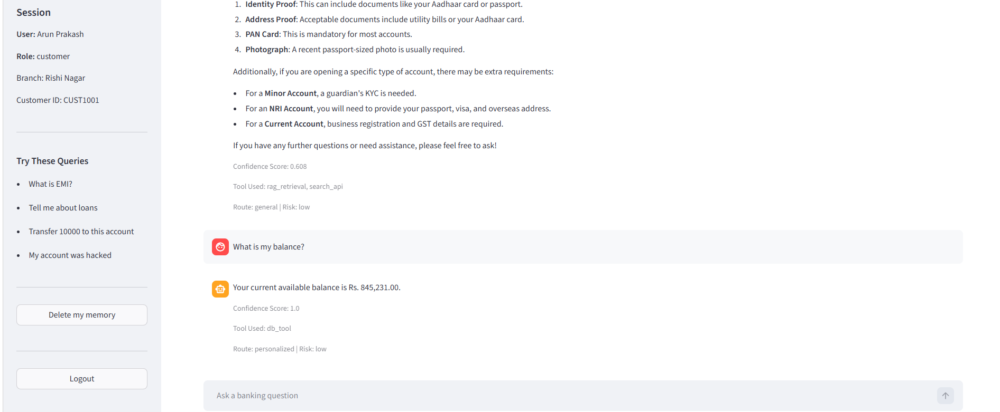 Session
User: Arun Prakash
Role: customer
Branch: Rishi Nagar
Customer ID: CUST1001
Try These Queries
• What is EMI?
• Tell me about loans
• Transfer 10000 to this account
• My account was hacked
Delete my memory
Logout
1. Identity Proof: This can include documents like your Aadhaar card or passport.
2. Address Proof: Acceptable documents include utility bills or your Aadhaar card.
3. PAN Card: This is mandatory for most accounts.
4. Photograph: A recent passport-sized photo is usually required.
Additionally, if you are opening a specific type of account, there may be extra requirements:
• For a Minor Account, a guardian's KYC is needed.
• For an NRI Account, you will need to provide your passport, visa, and overseas address.
• For a Current Account, business registration and GST details are required.
If you have any further questions or need assistance, please feel free to ask!
Confidence Score: 0.608
Tool Used: rag_retrieval, search_api
Route: general | Risk: low
What is my balance?
Your current available balance is Rs. 845,231.00.
Confidence Score: 1.0
Tool Used: db_tool
Route: personalized | Risk: low
Ask a banking question